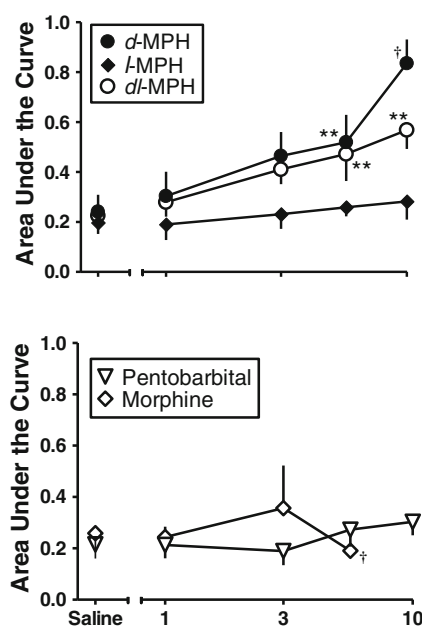 1.0
0.8
0.6
0.4
0.2
0.0
Area Under the Curve
d-MPH
l-MPH
dl-MPH
†
**
**
**
1.0
0.8
0.6
0.4
0.2
0.0
Area Under the Curve
Pentobarbital
Morphine
†
Saline 1 3 10